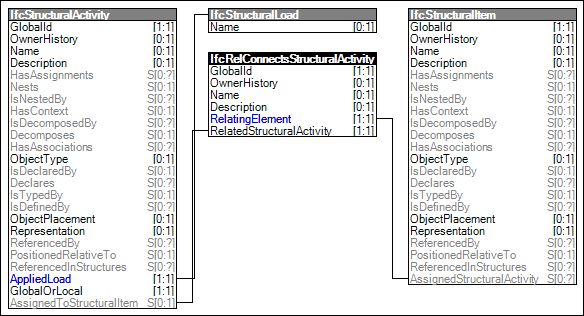 IfcStructuralActivity
GlobalId [1:1]
OwnerHistory [0:1]
Name [0:1]
Description [0:1]
HasAssignments S[0:?]
Nests S[0:1]
IsNestedBy S[0:?]
HasContext S[0:1]
IsDecomposedBy S[0:?]
Decomposes S[0:1]
HasAssociations S[0:?]
ObjectType [0:1]
IsDeclaredBy S[0:1]
Declares S[0:?]
IsTypedBy S[0:1]
IsDefinedBy S[0:?]
ObjectPlacement [0:1]
Representation [0:1]
ReferencedBy S[0:?]
PositionedRelativeTo S[0:?]
ReferencedInStructures S[0:?]
AppliedLoad [1:1]
GlobalOrLocal [1:1]
AssignedToStructuralItem S[0:1]
IfcStructuralLoad
Name [0:1]
IfcRelConnectsStructuralActivity
GlobalId [1:1]
OwnerHistory [0:1]
Name [0:1]
Description [0:1]
RelatingElement [1:1]
RelatedStructuralActivity [1:1]
IfcStructuralItem
GlobalId [1:1]
OwnerHistory [0:1]
Name [0:1]
Description [0:1]
HasAssignments S[0:?]
Nests S[0:1]
IsNestedBy S[0:?]
HasContext S[0:1]
IsDecomposedBy S[0:?]
Decomposes S[0:1]
HasAssociations S[0:?]
ObjectType [0:1]
IsDeclaredBy S[0:1]
Declares S[0:?]
IsTypedBy S[0:1]
IsDefinedBy S[0:?]
ObjectPlacement [0:1]
Representation [0:1]
ReferencedBy S[0:?]
PositionedRelativeTo S[0:?]
ReferencedInStructures S[0:?]
AssignedStructuralActivity S[0:?]